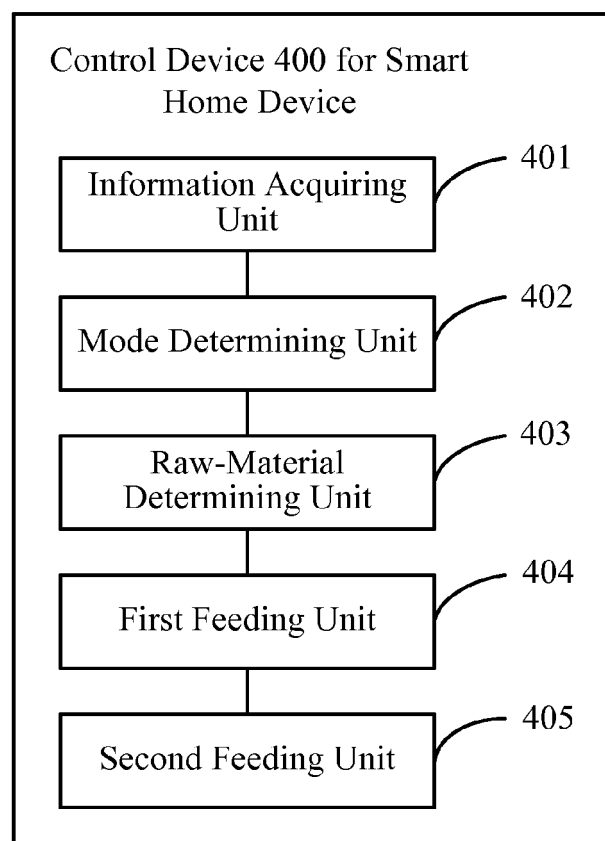 Control Device 400 for Smart
Home Device
Information Acquiring
Unit
401
Mode Determining Unit
402
Raw-Material
Determining Unit
403
First Feeding Unit
404
Second Feeding Unit
405